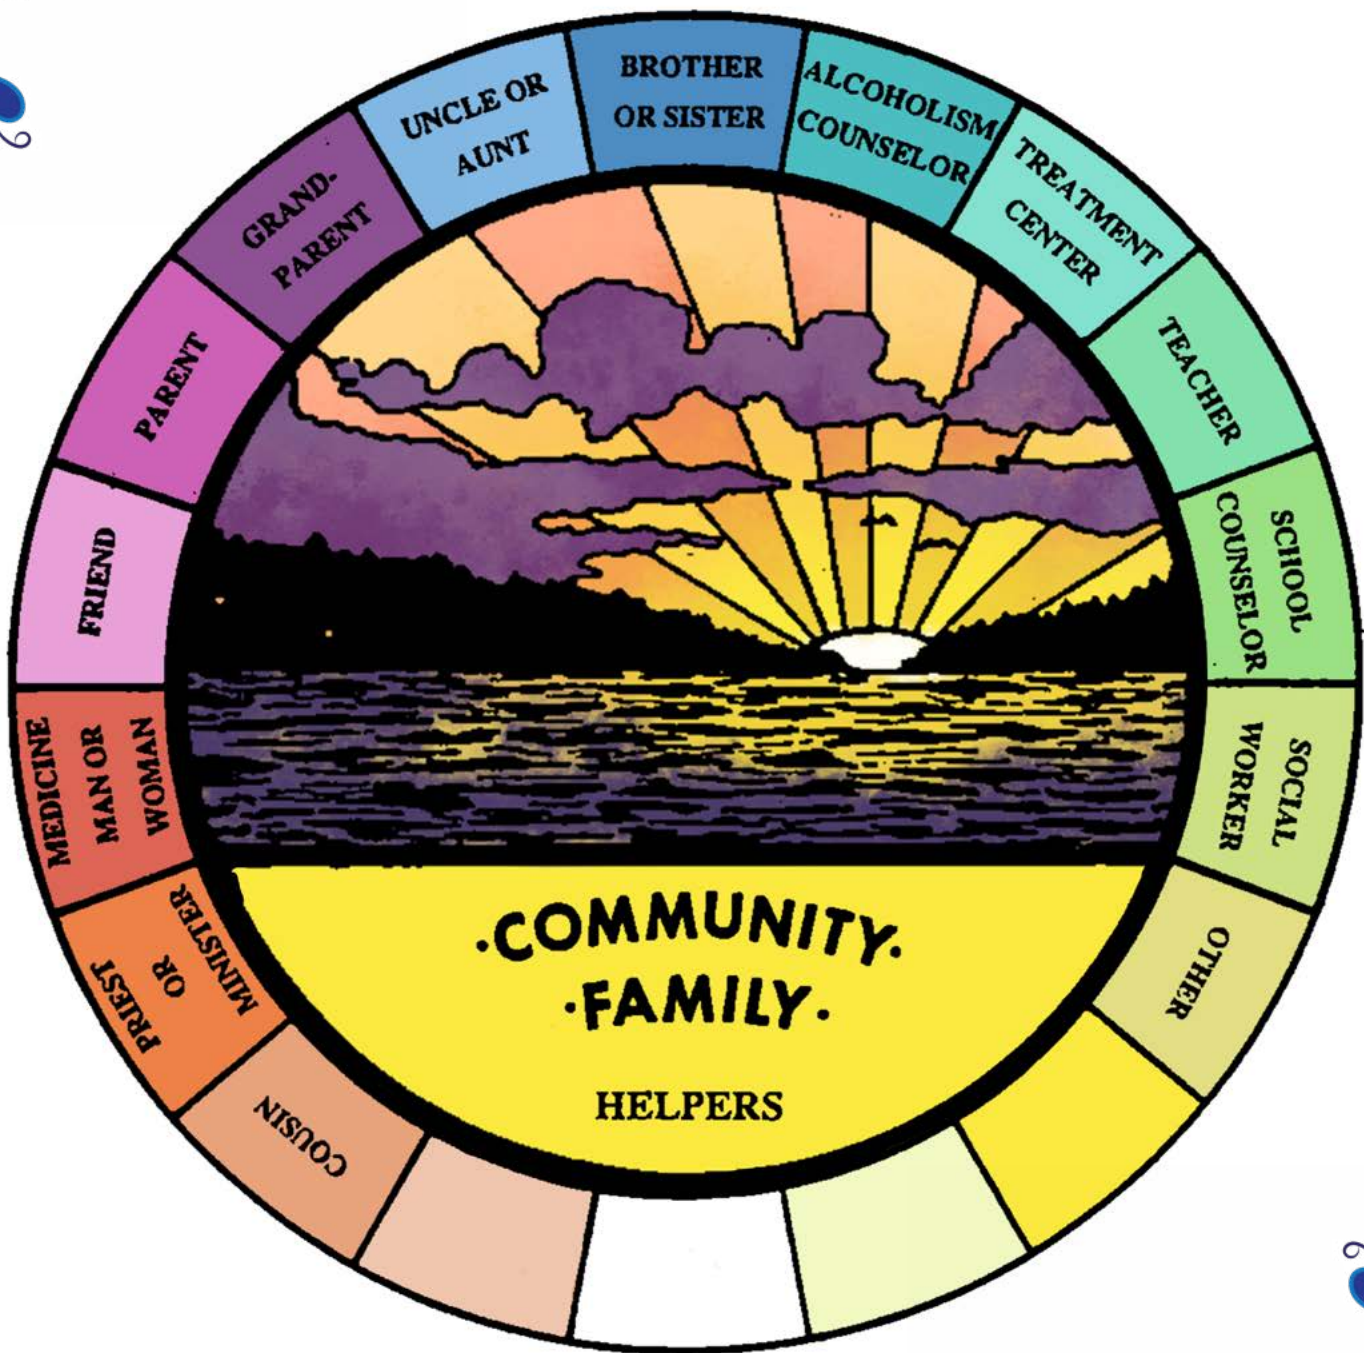 BROTHER
OR SISTER
ALCOHOLISM
COUNSELOR
TREATMENT
CENTER
TEACHER
SCHOOL
COUNSELOR
SOCIAL
WORKER
OTHER
COUSIN
PRIEST
OR
MINISTER
MEDICINE
MAN OR
WOMAN
FRIEND
PARENT
GRAND-
PARENT
UNCLE OR
AUNT
·COMMUNITY·
·FAMILY·
HELPERS